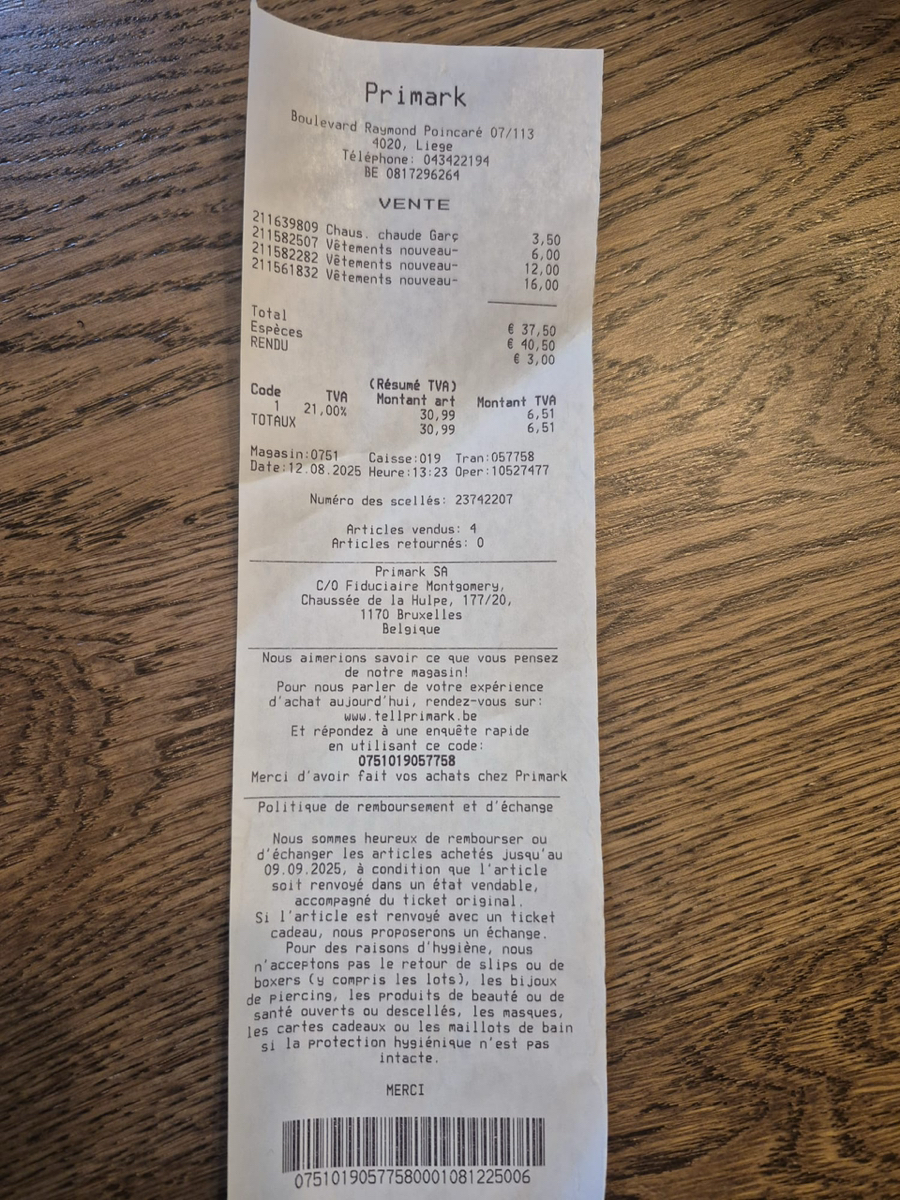 Primark
Boulevard Raymond Poincaré 07/113
4020, Liege
Téléphone: 043422194
BE 0817296264
VENTE
211639809 Chaus. chaude Garç 3,50
211582507 Vêtements nouveau- 6,00
211582282 Vêtements nouveau- 12,00
211561832 Vêtements nouveau- 16,00
Total € 37,50
Espèces € 40,50
RENDU € 3,00
(Résumé TVA)
Code TVA Montant art Montant TVA
1 21,00% 30,99 6,51
TOTAUX 30,99 6,51
Magasin:0751 Caisse:019 Tran:057758
Date:12.08.2025 Heure:13:23 Oper:10527477
Numéro des scellés: 23742207
Articles vendus: 4
Articles retournés: 0
Primark SA
C/O Fiduciaire Montgomery,
Chaussée de la Hulpe, 177/20,
1170 Bruxelles
Belgique
Nous aimerions savoir ce que vous pensez
de notre magasin!
Pour nous parler de votre expérience
d'achat aujourd'hui, rendez-vous sur:
www.tellprimark.be
Et répondez à une enquête rapide
en utilisant ce code:
0751019057758
Merci d'avoir fait vos achats chez Primark
Politique de remboursement et d'échange
Nous sommes heureux de rembourser ou
d'échanger les articles achetés jusqu'au
09.09.2025, à condition que l'article
soit renvoyé dans un état vendable,
accompagné du ticket original.
Si l'article est renvoyé avec un ticket
cadeau, nous proposerons un échange.
Pour des raisons d'hygiène, nous
n'acceptons pas le retour de slips ou de
boxers (y compris les lots), les bijoux
de piercing, les produits de beauté ou de
santé ouverts ou descellés, les masques,
les cartes cadeaux ou les maillots de bain
si la protection hygiénique n'est pas
intacte.
MERCI
07510190577580001081225006